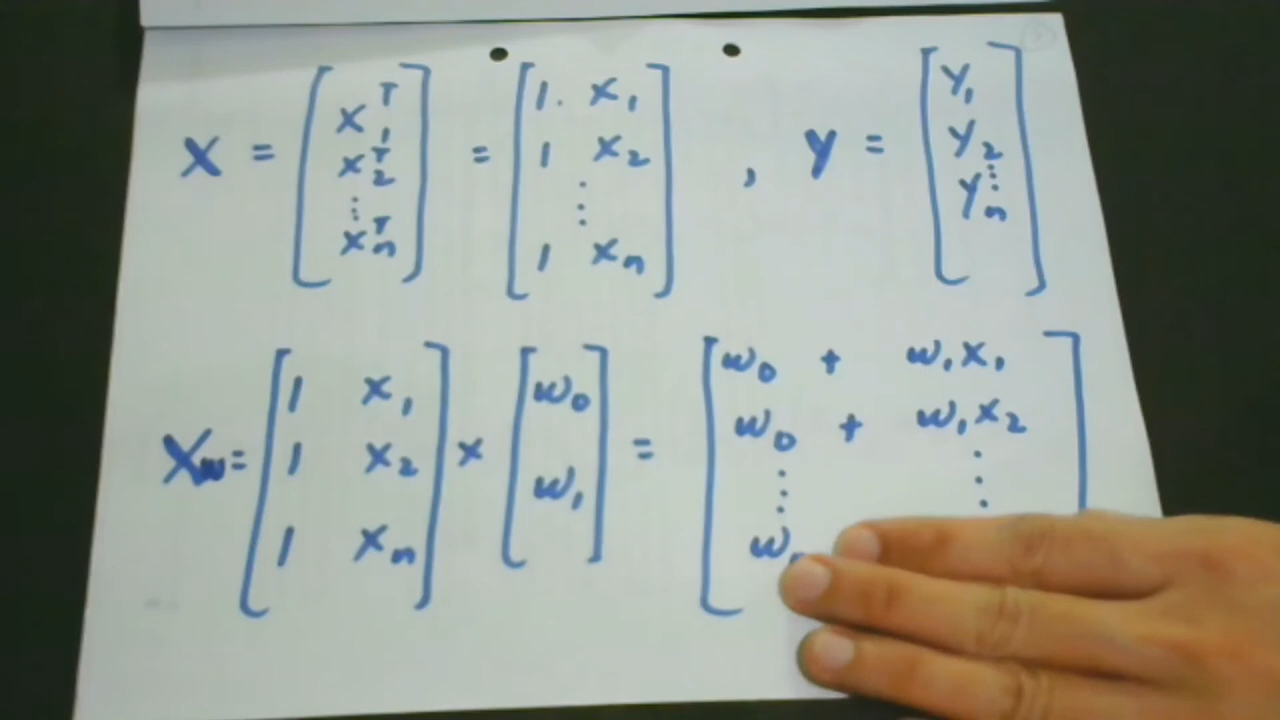 X = [x₁ᵀ x₂ᵀ ⋮ xₙᵀ] = [1. x₁ 1 x₂ ⋮ 1 xₙ] , y = [y₁ y₂ ⋮ yₙ]
Xw = [1 x₁ 1 x₂ 1 xₙ] × [w₀ w₁] = [w₀ + w₁x₁ w₀ + w₁x₂ ⋮ ⋮ w